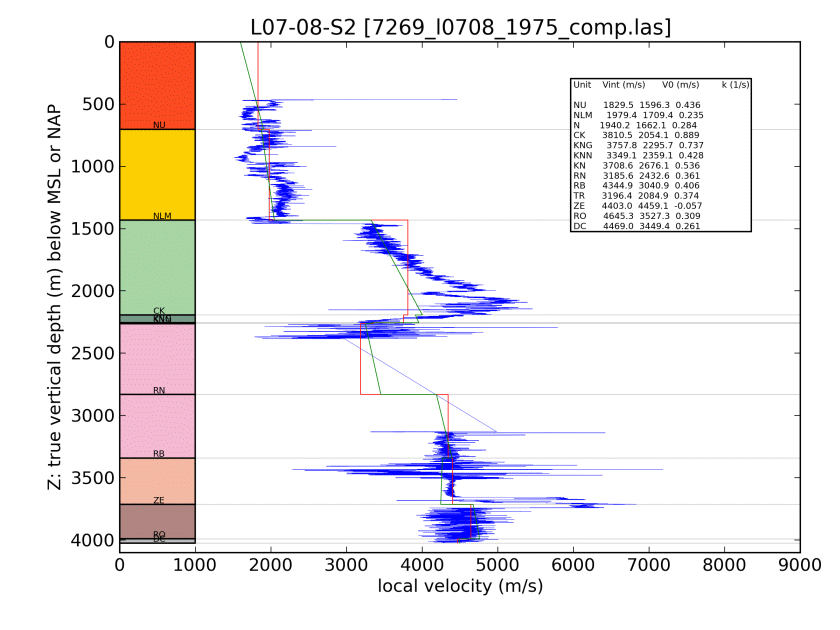 L07-08-S2 [7269_l0708_1975_comp.las]
Z: true vertical depth (m) below MSL or NAP
0
500
1000
1500
2000
2500
3000
3500
4000
NU
NLM
CK
RN
RB
ZE
RO
DC
Unit Vint (m/s) V0 (m/s) k (1/s)
NU 1829.5 1596.3 0.436
NLM 1979.4 1709.4 0.235
N 1940.2 1662.1 0.284
CK 3810.5 2054.1 0.889
KNG 3757.8 2295.7 0.737
KNN 3349.1 2359.1 0.428
KN 3708.6 2676.1 0.536
RN 3185.6 2432.6 0.361
RB 4344.9 3040.9 0.406
TR 3196.4 2084.9 0.374
ZE 4403.0 4459.1 -0.057
RO 4645.3 3527.3 0.309
DC 4469.0 3449.4 0.261
0 1000 2000 3000 4000 5000 6000 7000 8000 9000
local velocity (m/s)